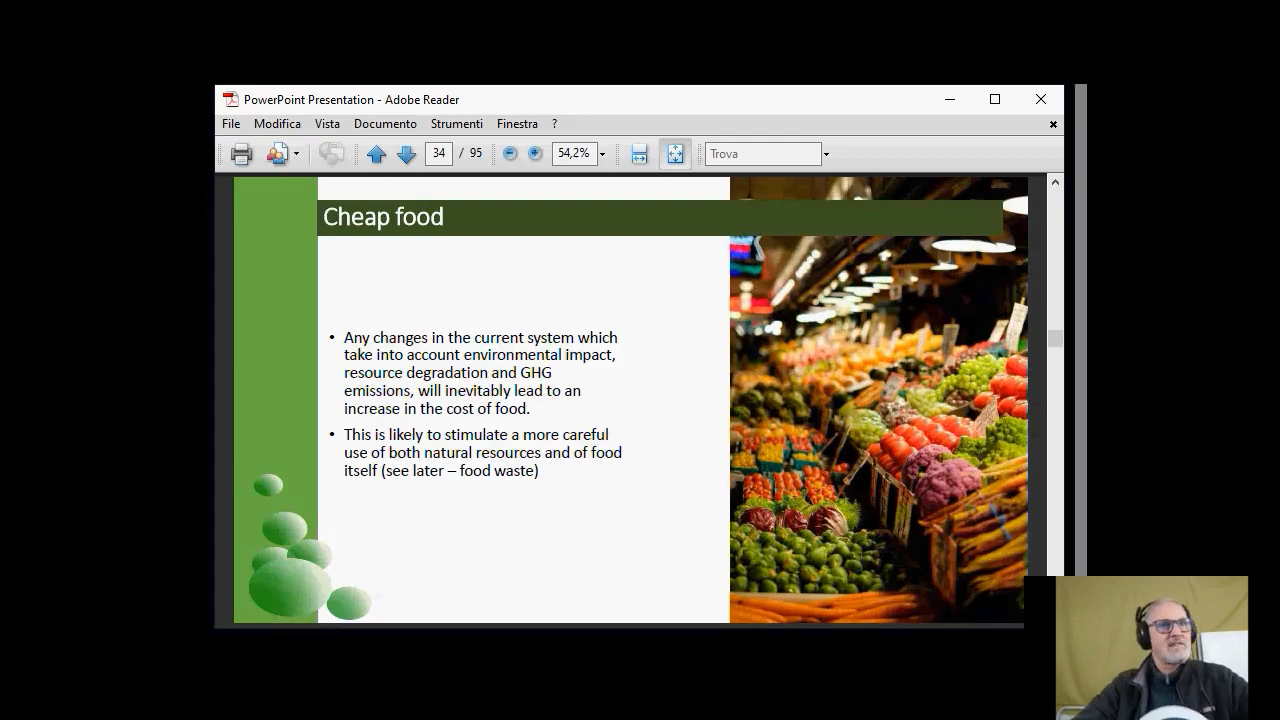 PowerPoint Presentation - Adobe Reader
File Modifica Vista Documento Strumenti Finestra ?
34 / 95 54,2% Trova
Cheap food
• Any changes in the current system which
take into account environmental impact,
resource degradation and GHG
emissions, will inevitably lead to an
increase in the cost of food.
• This is likely to stimulate a more careful
use of both natural resources and of food
itself (see later – food waste)